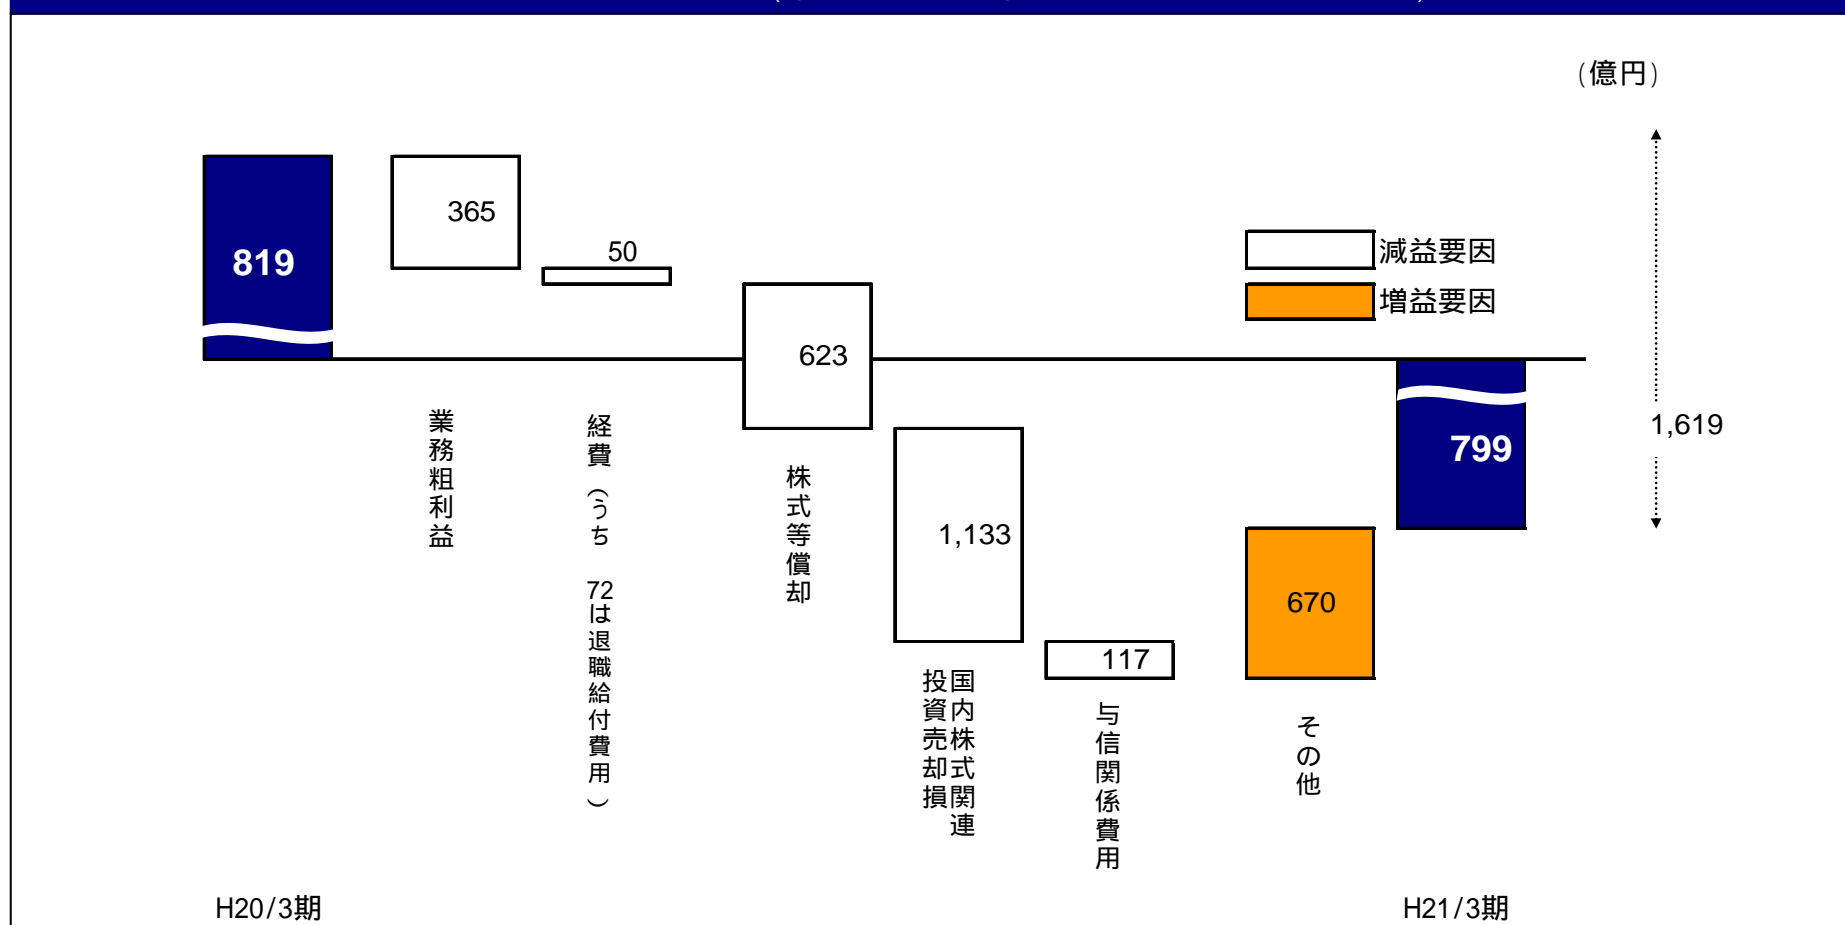 (億円)
819
365
50
623
1,133
117
670
799
1,619
減益要因
増益要因
業務粗利益
経費(うち 72は退職給付費用)
株式等償却
国内株式関連
投資売却損
与信関係費用
その他
H20/3期
H21/3期